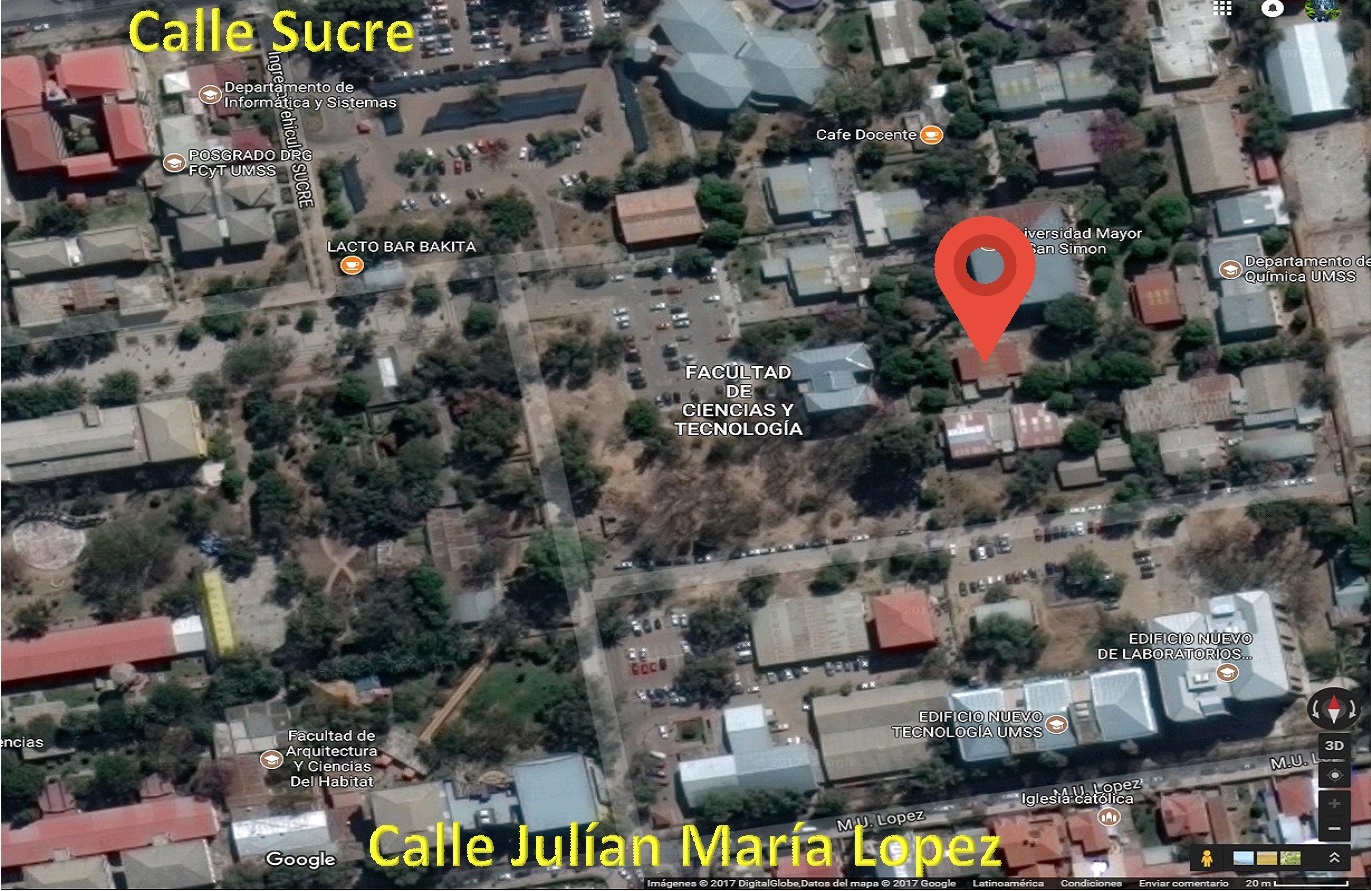 Calle Sucre
Departamento de
Informática y Sistemas
POSGRADO DRG
FCyT UMSS
SUCRE
LACTO BAR BAKITA
Cafe Docente
iversidad Mayor
San Simon
Departamento de
Química UMSS
FACULTAD
DE
CIENCIAS Y
TECNOLOGÍA
EDIFICIO NUEVO
DE LABORATORIOS...
EDIFICIO NUEVO
TECNOLOGÍA UMSS
encias
Facultad de
Arquitectura
Y Ciencias
Del Habitat
3D
M.U. Lopez
M.U. Lopez
Iglesia católica
Google
Calle Julían María Lopez
Imágenes © 2017 DigitalGlobe,Datos del mapa © 2017 Google Latinoamérica Condiciones Enviar comentario 20 m